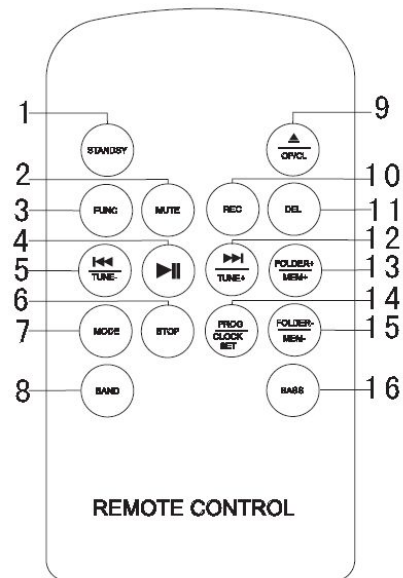 1
9
STANDBY
OP/CL
2
10
3
FUNC
MUTE
REC
DEL
11
4
12
5
TUNE-
TUNE+
FOLDER+
MEM+
13
6
14
7
MODE
STOP
PROG
CLOCK
SET
FOLDER-
MEM-
15
8
BAND
BASS
16
REMOTE CONTROL